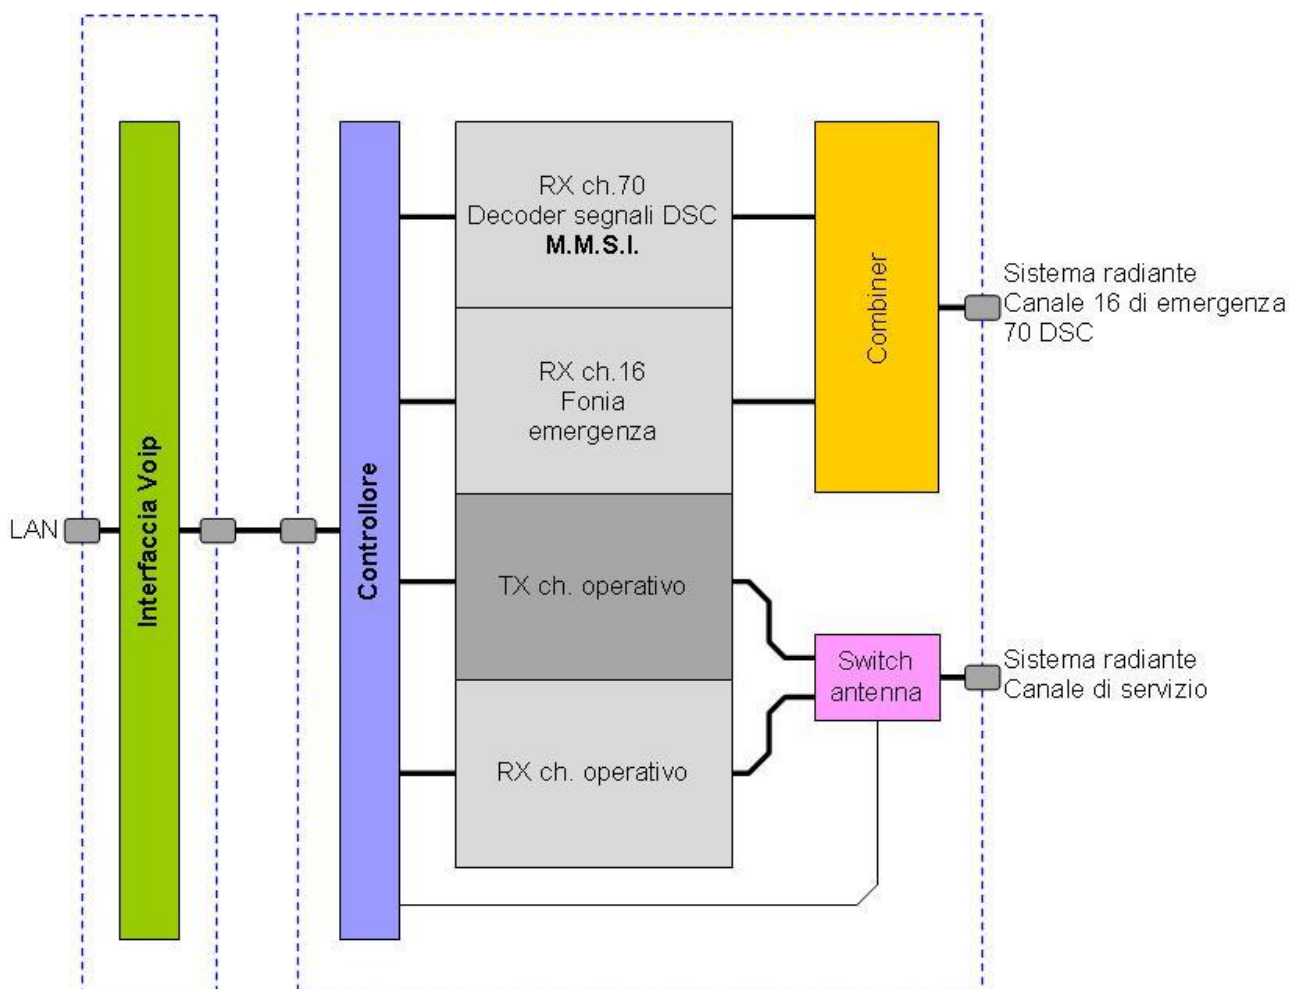 RX ch.70
Decoder segnali DSC
M.M.S.I.
Combiner
Sistema radiante
Canale 16 di emergenza
70 DSC
RX ch.16
Fonia
emergenza
LAN
Interfaccia Voip
Controllore
TX ch. operativo
Switch
antenna
Sistema radiante
Canale di servizio
RX ch. operativo